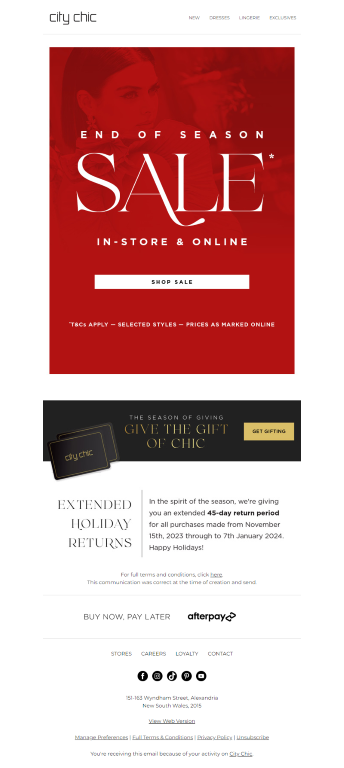 city chic
NEW DRESSES LINGERIE EXCLUSIVES
END OF SEASON
SALE*
IN-STORE & ONLINE
SHOP SALE
*T&Cs APPLY — SELECTED STYLES — PRICES AS MARKED ONLINE
THE SEASON OF GIVING
GIVE THE GIFT
OF CHIC
GET GIFTING
city chic
EXTENDED
HOLIDAY
RETURNS
In the spirit of the season, we're giving
you an extended 45-day return period
for all purchases made from November
15th, 2023 through to 7th January 2024.
Happy Holidays!
For full terms and conditions, click here.
This communication was correct at the time of creation and send.
BUY NOW. PAY LATER afterpay
STORES CAREERS LOYALTY CONTACT
151-163 Wyndham Street, Alexandria
New South Wales, 2015
View Web Version
Manage Preferences | Full Terms & Conditions | Privacy Policy | Unsubscribe
You're receiving this email because of your activity on City Chic.